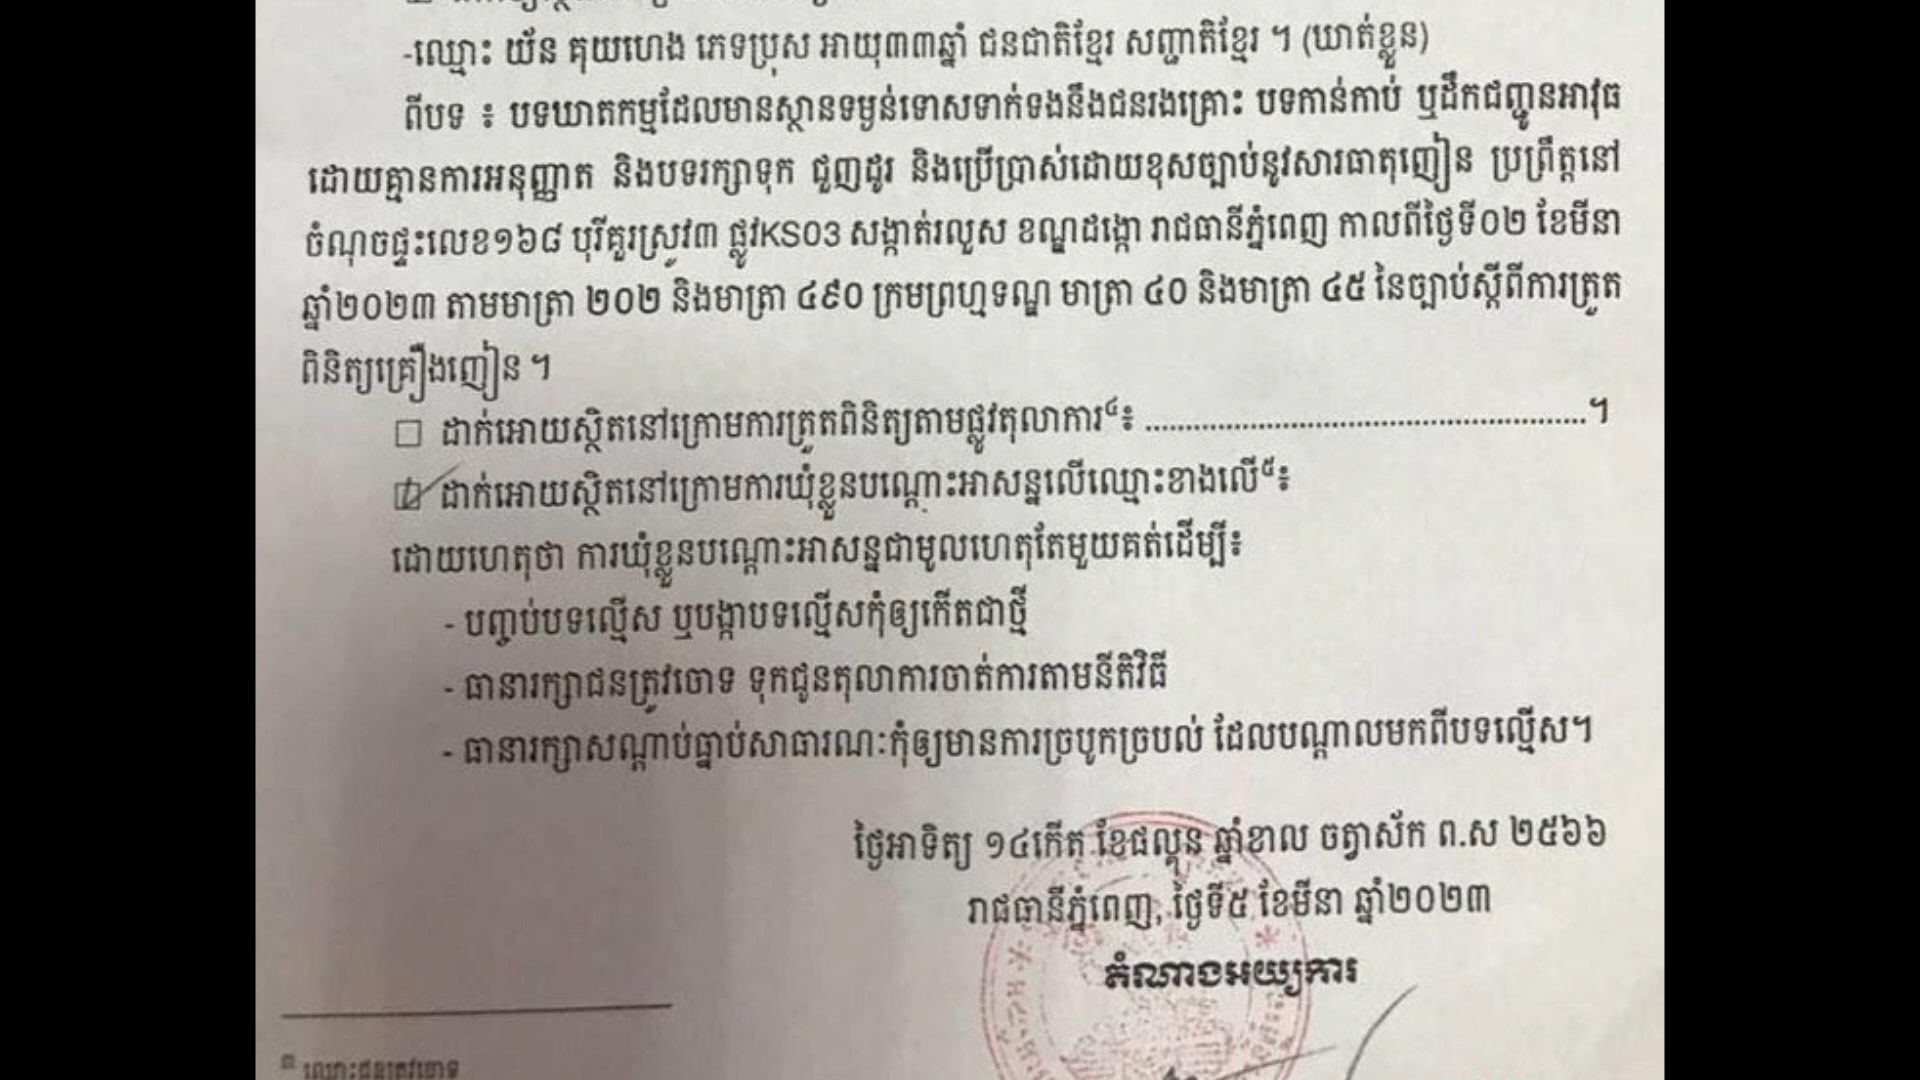 -ឈ្មោះ យ័ន គុយហេង ភេទប្រុស អាយុ៣៣ឆ្នាំ ជនជាតិខ្មែរ សញ្ជាតិខ្មែរ ។ (ឃាត់ខ្លួន)
ពីបទ ៖ បទឃាតកម្មដែលមានស្ថានទម្ងន់ទោសទាក់ទងនឹងជនរងគ្រោះ បទកាន់កាប់ ឬដឹកជញ្ជូនអាវុធ
ដោយគ្មានការអនុញ្ញាត និងបទរក្សាទុក ជួញដូរ និងប្រើប្រាស់ដោយខុសច្បាប់នូវសារធាតុញៀន ប្រព្រឹត្តនៅ
ចំណុចផ្ទះលេខ១៦៨ បុរីគួរស្រូវ៣ ផ្លូវKS03 សង្កាត់រលួស ខណ្ឌដង្កោ រាជធានីភ្នំពេញ កាលពីថ្ងៃទី០២ ខែមីនា
ឆ្នាំ២០២៣ តាមមាត្រា ២០២ និងមាត្រា ៤៩០ ក្រមព្រហ្មទណ្ឌ មាត្រា ៤០ និងមាត្រា ៤៥ នៃច្បាប់ស្តីពីការត្រួត
ពិនិត្យគ្រឿងញៀន ។
ដាក់អោយស្ថិតនៅក្រោមការត្រួតពិនិត្យតាមផ្លូវតុលាការ៤៖ ........................................................។
ដាក់អោយស្ថិតនៅក្រោមការឃុំខ្លួនបណ្តោះអាសន្នលើឈ្មោះខាងលើ៥៖
ដោយហេតុថា ការឃុំខ្លួនបណ្តោះអាសន្នជាមូលហេតុតែមួយគត់ដើម្បី៖
- បញ្ចប់បទល្មើស ឬបង្ការបទល្មើសកុំឲ្យកើតជាថ្មី
- ធានារក្សាជនត្រូវចោទ ទុកជូនតុលាការចាត់ការតាមនីតិវិធី
- ធានារក្សាសណ្តាប់ធ្នាប់សាធារណៈកុំឲ្យមានការច្របូកច្របល់ ដែលបណ្តាលមកពីបទល្មើស។
ថ្ងៃអាទិត្យ ១៤កើត ខែផល្គុន ឆ្នាំខាល ចត្វាស័ក ព.ស ២៥៦៦
រាជធានីភ្នំពេញ, ថ្ងៃទី៥ ខែមីនា ឆ្នាំ២០២៣
តំណាងអយ្យការ
៣ ឈ្មោះជនត្រូវចោទ